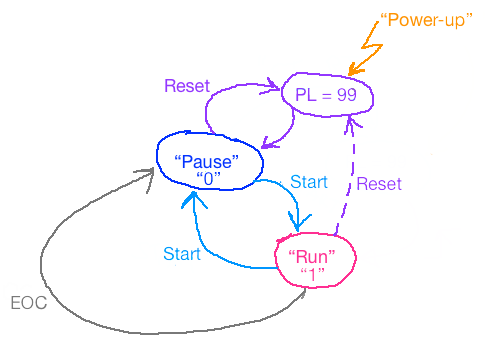 “Power-up”
Reset
PL = 99
“Pause”
“0”
Start
Reset
Start
“Run”
“1”
EOC